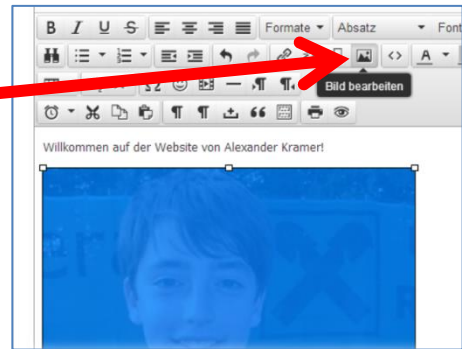 B I U S Formate Absatz Font
A
Bild bearbeiten
Willkommen auf der Website von Alexander Kramer!